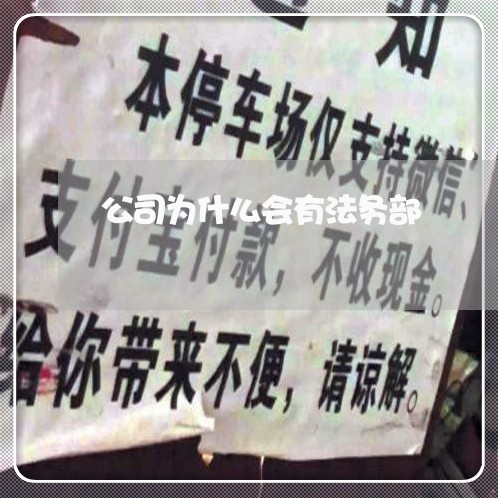 通知
本停车场仅支持微信、
公司为什么会有法务部
支付宝付款，不收现金。
给你带来不便，请谅解。